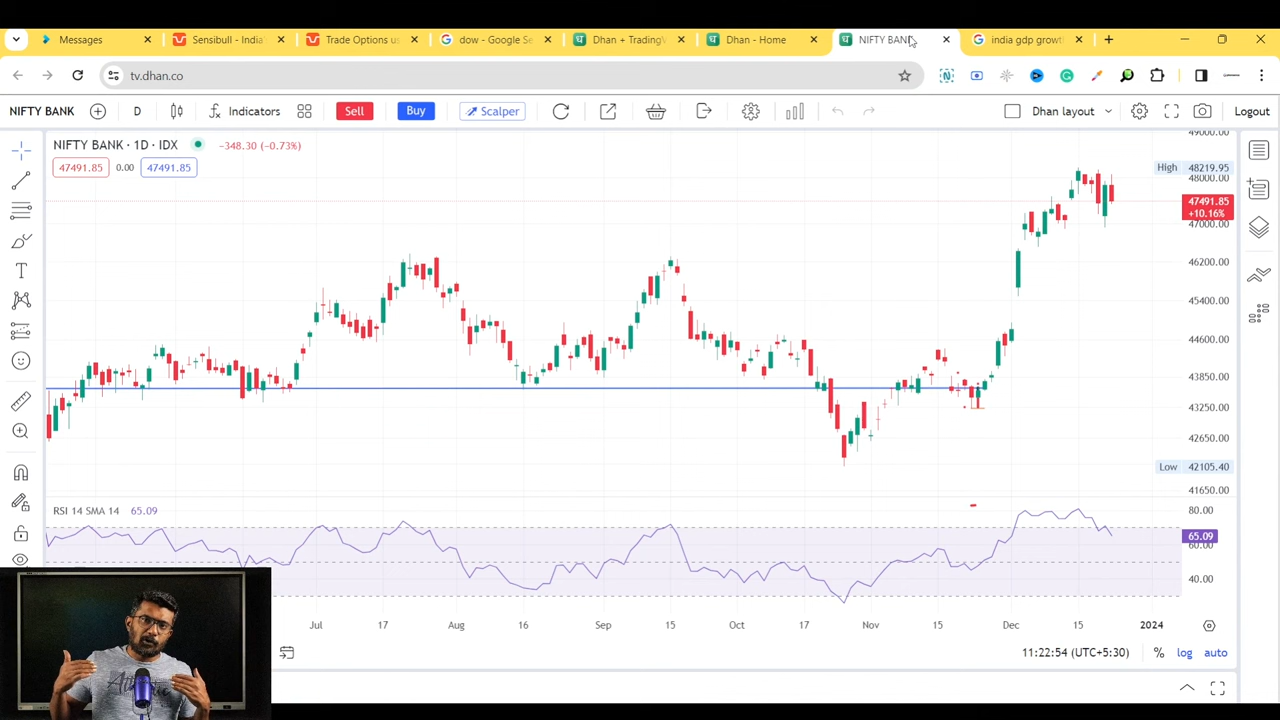 Messages
Sensibull - India'
Trade Options us
dow - Google Se
Dhan + Trading
Dhan - Home
NIFTY BANK
india gdp growt
tv.dhan.co
NIFTY BANK D Indicators Sell Buy Scalper Dhan layout Logout
NIFTY BANK · 1D · IDX −348.30 (−0.73%)
47491.85 0.00 47491.85
49000.00
High 48219.95
48000.00
47491.85
+10.16%
47000.00
46200.00
45400.00
44600.00
43850.00
43250.00
42650.00
Low 42105.40
41650.00
RSI 14 SMA 14 65.09
80.00
65.09
60.00
40.00
Jul 17 Aug 16 Sep 15 Oct 17 Nov 15 Dec 15 2024
11:22:54 (UTC+5:30) % log auto